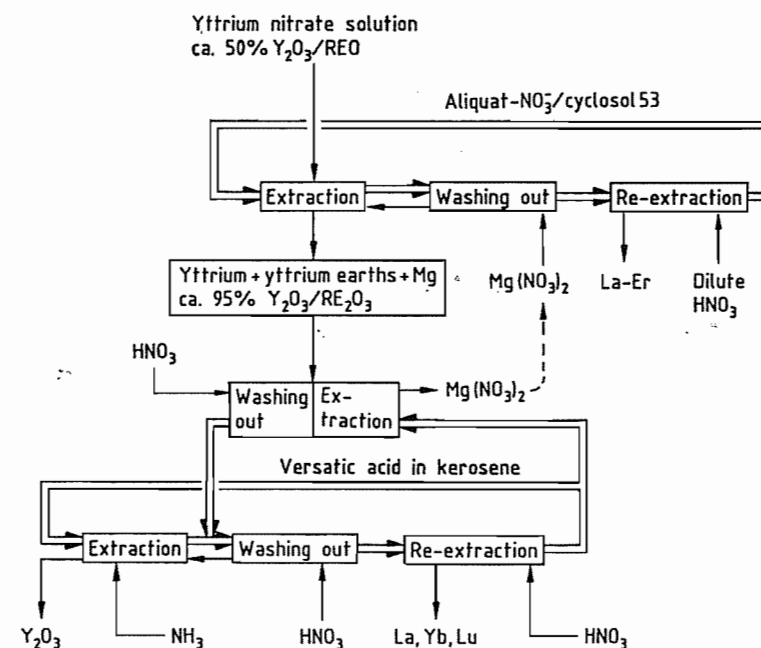 Yttrium nitrate solution
ca. 50% Y₂O₃/REO
Aliquat-NO₃⁻/cyclosol 53
Extraction
Washing out
Re-extraction
Yttrium + yttrium earths + Mg
ca. 95% Y₂O₃/RE₂O₃
Mg(NO₃)₂
La-Er
Dilute
HNO₃
HNO₃
Washing
out
Ex-
traction
Mg(NO₃)₂
Versatic acid in kerosene
Extraction
Washing out
Re-extraction
Y₂O₃
NH₃
HNO₃
La, Yb, Lu
HNO₃